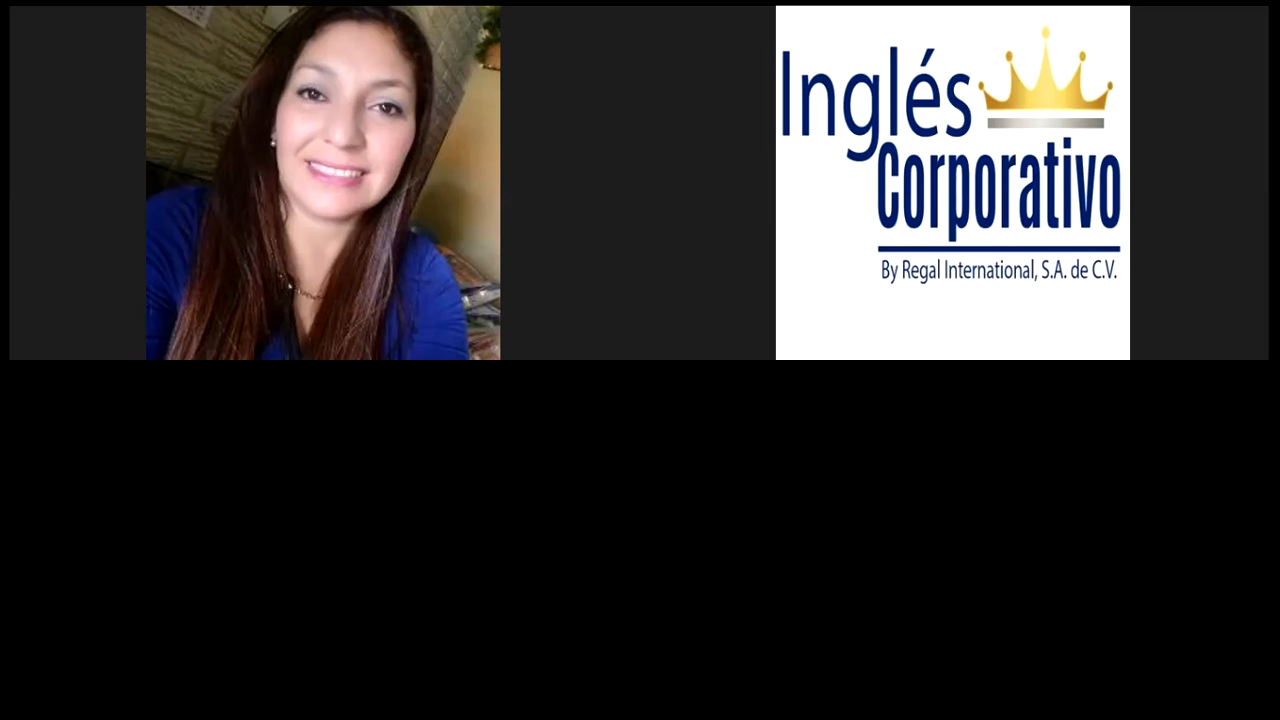 Inglés
Corporativo
By Regal International, S.A. de C.V.